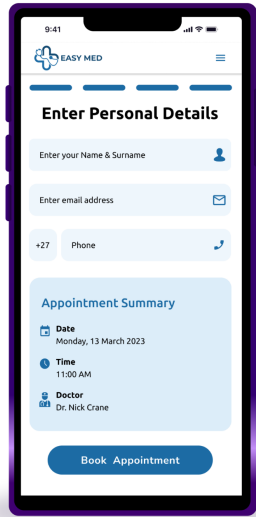 9:41
EASY MED
Enter Personal Details
Enter your Name & Surname
Enter email address
+27 Phone
Appointment Summary
Date
Monday, 13 March 2023
Time
11:00 AM
Doctor
Dr. Nick Crane
Book Appointment